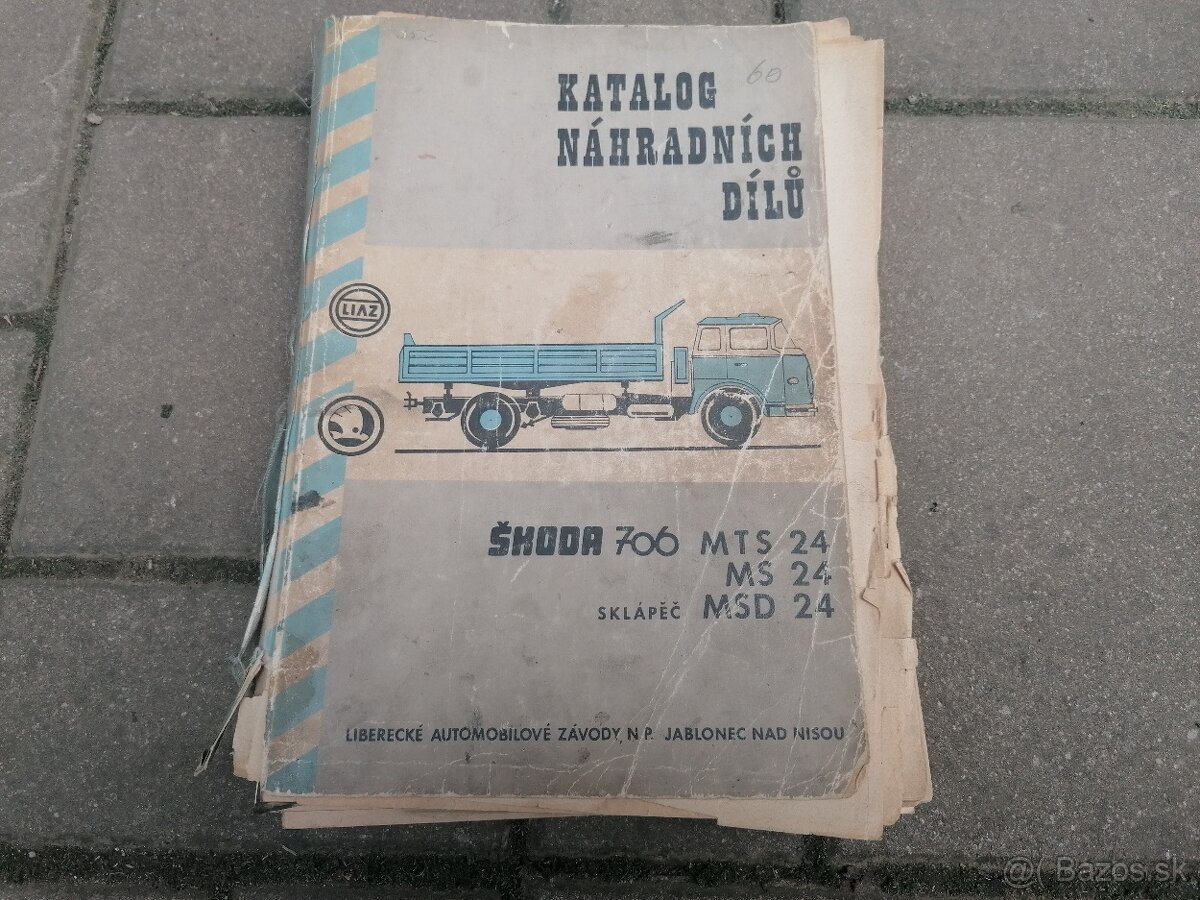 KATALOG 60
NÁHRADNÍCH
DÍLŮ
LIAZ
ŠKODA 706 MTS 24
MS 24
SKLÁPĚČ MSD 24
LIBERECKÉ AUTOMOBILOVÉ ZÁVODY, N.P. JABLONEC NAD NISOU
@ Bazos.sk